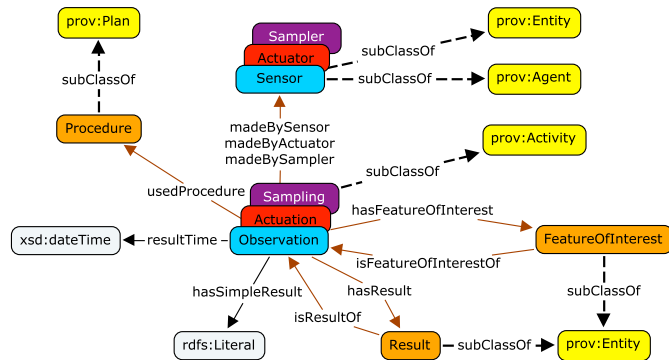 prov:Plan
Sampler
prov:Entity
subClassOf
Actuator
subClassOf
Sensor
subClassOf
prov:Agent
Procedure
madeBySensor
madeByActuator
madeBySampler
prov:Activity
subClassOf
usedProcedure
Sampling
hasFeatureOfInterest
Actuation
xsd:dateTime
resultTime
Observation
FeatureOfInterest
isFeatureOfInterestOf
hasSimpleResult
hasResult
subClassOf
isResultOf
rdfs:Literal
Result
subClassOf
prov:Entity